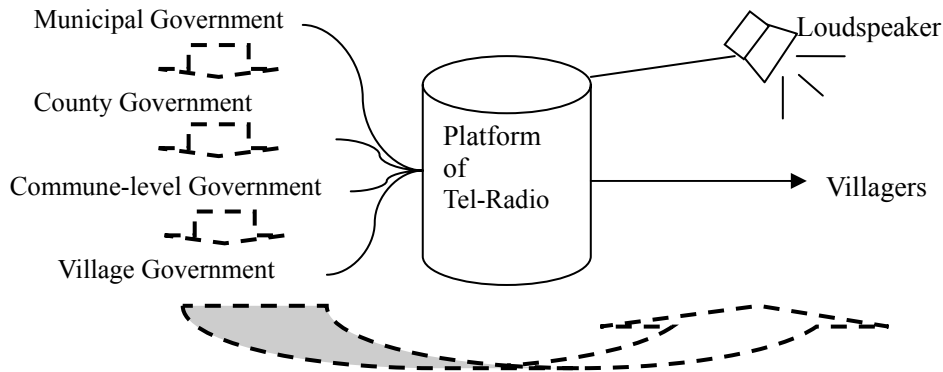 Municipal Government
County Government
Commune-level Government
Village Government
Platform
of
Tel-Radio
Loudspeaker
Villagers